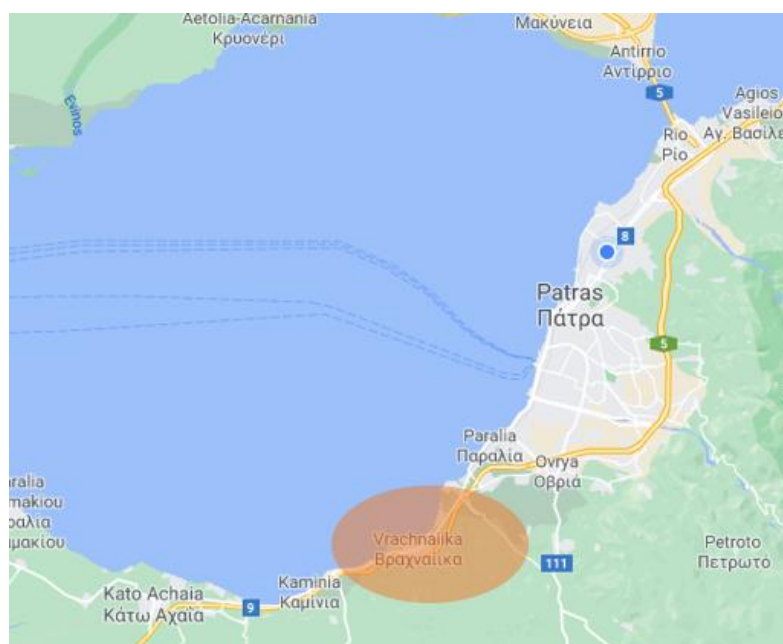 Aetolia-Acarnania
Κρυονέρι
Μακύνεια
Antirrio
Αντίρριο
Evinos
5
Agios
Vasileio
Αγ. Βασίλε
Rio
Ρίο
8
Patras
Πάτρα
5
Paralia
Παραλία
Ovrya
Οβριά
Vrachnaiika
Βραχναίικα
111
Petroto
Πετρωτό
Kaminia
Καμίνια
Kato Achaia
Κάτω Αχαΐα
9